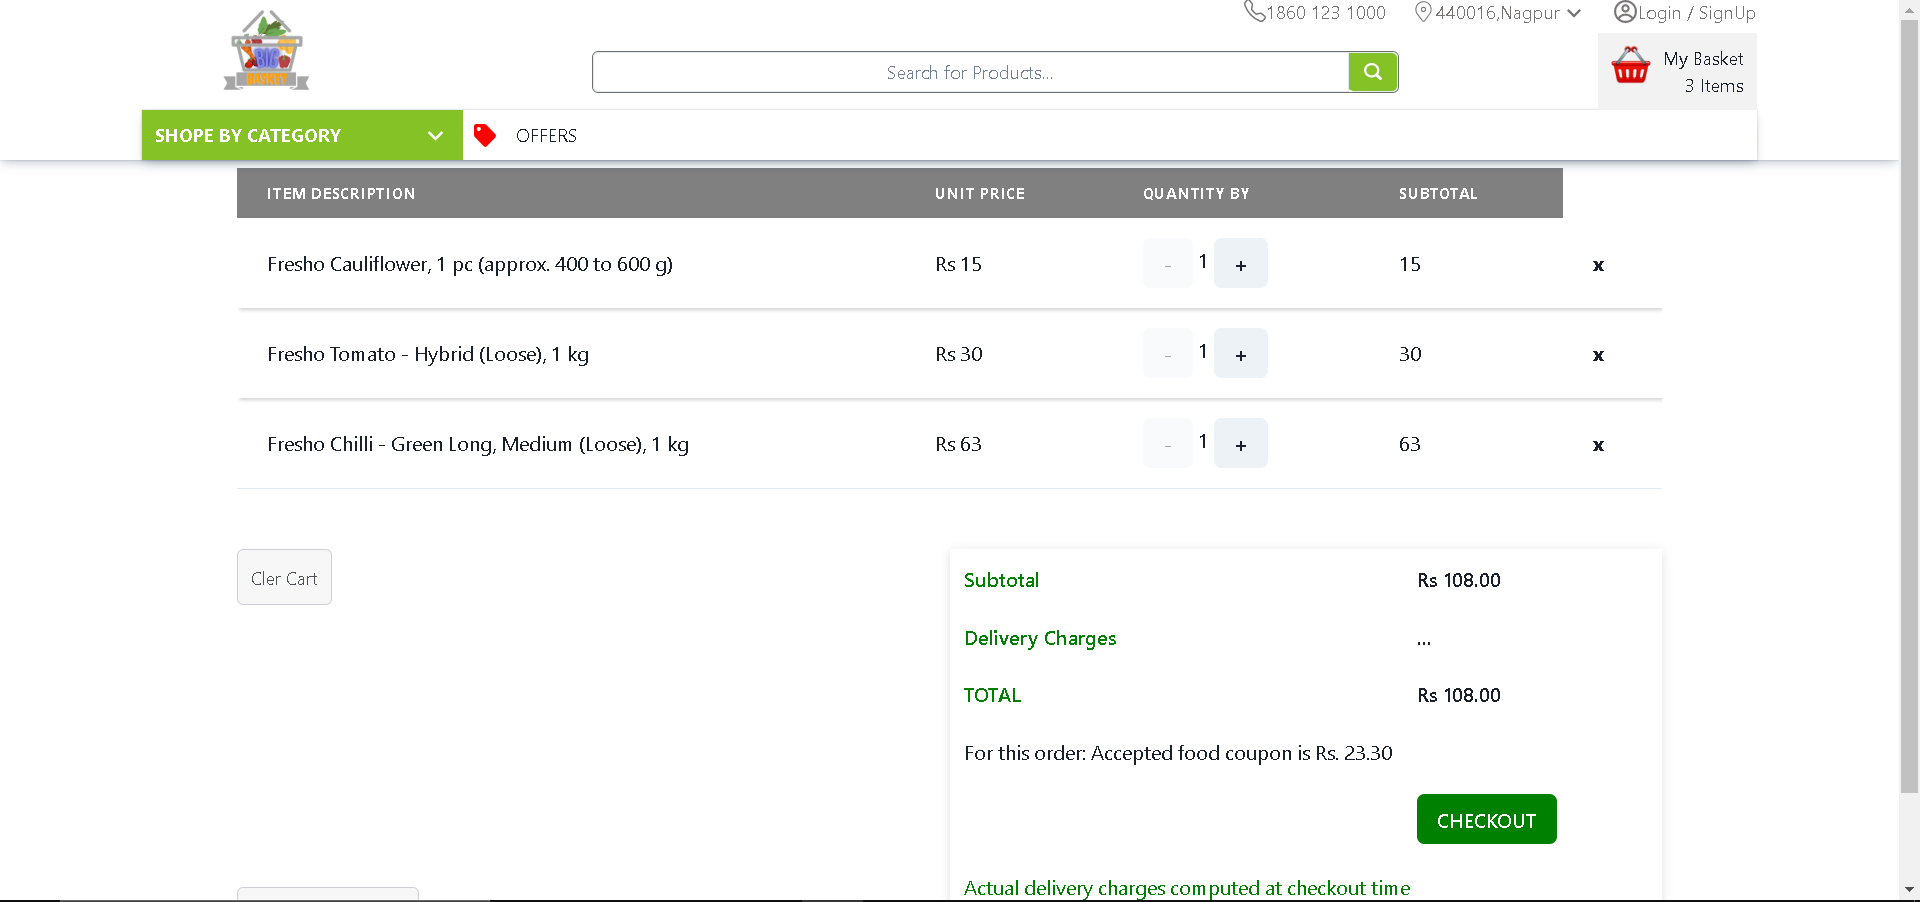 1860 123 1000 440016,Nagpur Login / SignUp
BIG
BASKET
Search for Products...
My Basket
3 Items
SHOPE BY CATEGORY OFFERS
ITEM DESCRIPTION UNIT PRICE QUANTITY BY SUBTOTAL
Fresho Cauliflower, 1 pc (approx. 400 to 600 g) Rs 15 - 1 + 15 x
Fresho Tomato - Hybrid (Loose), 1 kg Rs 30 - 1 + 30 x
Fresho Chilli - Green Long, Medium (Loose), 1 kg Rs 63 - 1 + 63 x
Cler Cart
Subtotal Rs 108.00
Delivery Charges ...
TOTAL Rs 108.00
For this order: Accepted food coupon is Rs. 23.30
CHECKOUT
Actual delivery charges computed at checkout time